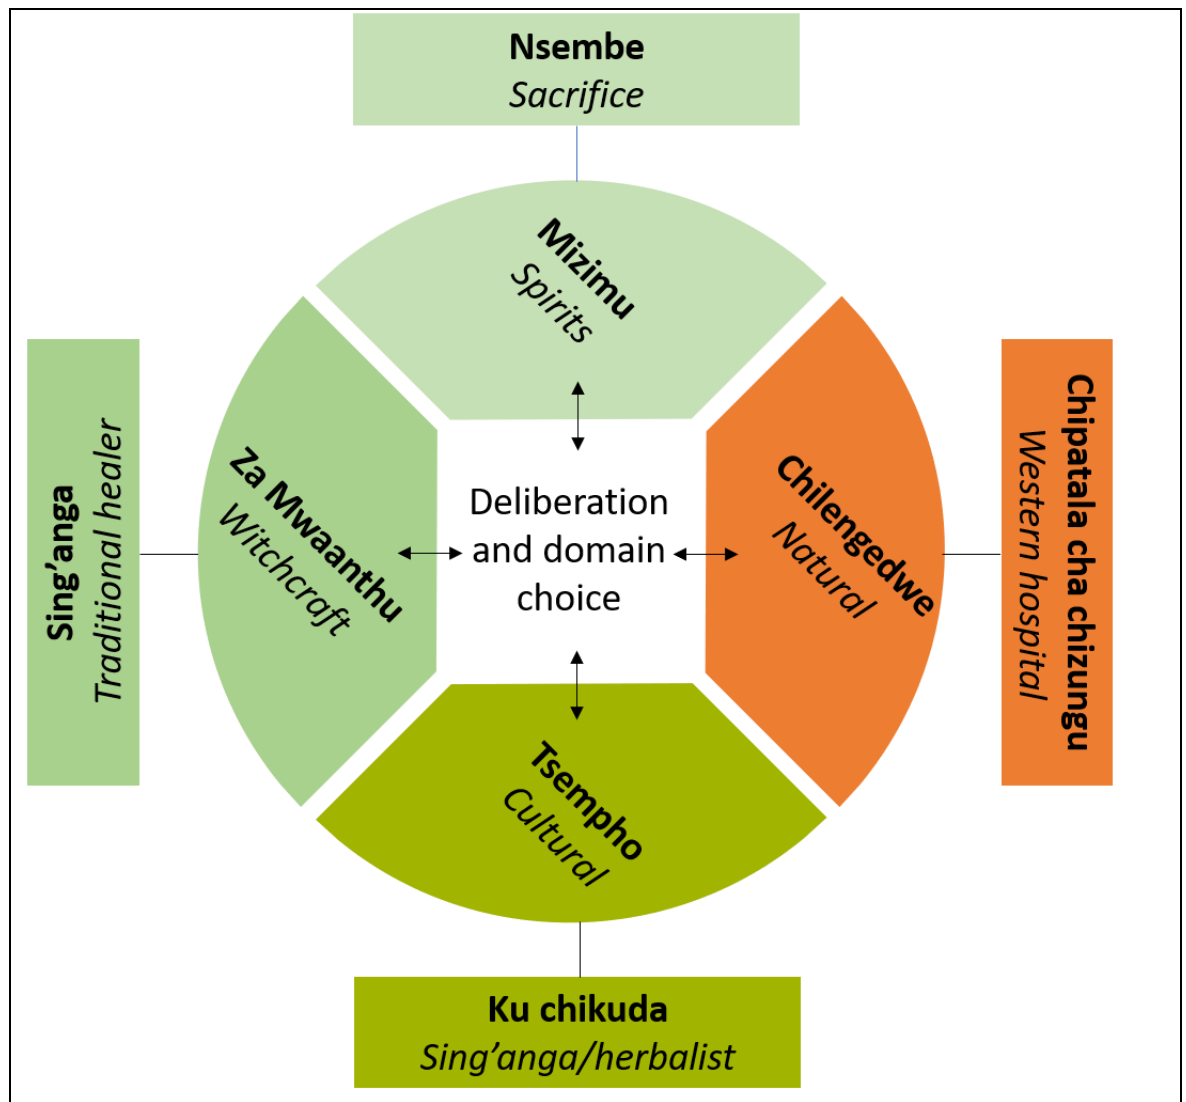 Nsembe
Sacrifice
Mizimu
Spirits
Sing'anga
Traditional healer
Za Mwaanthu
Witchcraft
Deliberation
and domain
choice
Chilengedwe
Natural
Chipatala cha chizungu
Western hospital
Tsempho
Cultural
Ku chikuda
Sing'anga/herbalist